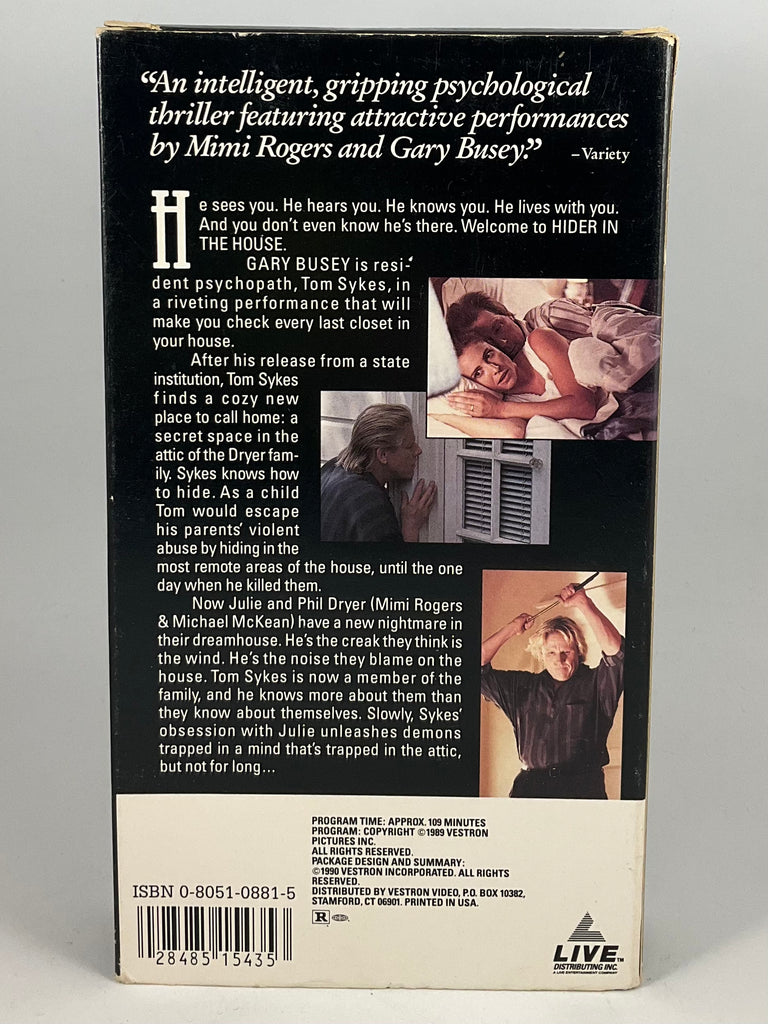 “An intelligent, gripping psychological
thriller featuring attractive performances
by Mimi Rogers and Gary Busey.”
–Variety
He sees you. He hears you. He knows you. He lives with you.
And you don't even know he's there. Welcome to HIDER IN
THE HOUSE.
GARY BUSEY is resi-
dent psychopath, Tom Sykes, in
a riveting performance that will
make you check every last closet in
your house.
After his release from a state
institution, Tom Sykes
finds a cozy new
place to call home: a
secret space in the
attic of the Dryer fam-
ily. Sykes knows how
to hide. As a child
Tom would escape
his parents' violent
abuse by hiding in the
most remote areas of the house, until the one
day when he killed them.
Now Julie and Phil Dryer (Mimi Rogers
& Michael McKean) have a new nightmare in
their dreamhouse. He's the creak they think is
the wind. He's the noise they blame on the
house. Tom Sykes is now a member of the
family, and he knows more about them than
they know about themselves. Slowly, Sykes'
obsession with Julie unleashes demons
trapped in a mind that's trapped in the attic,
but not for long...
PROGRAM TIME: APPROX. 109 MINUTES
PROGRAM: COPYRIGHT ©1989 VESTRON
PICTURES INC.
ALL RIGHTS RESERVED.
PACKAGE DESIGN AND SUMMARY:
©1990 VESTRON INCORPORATED. ALL RIGHTS
RESERVED.
DISTRIBUTED BY VESTRON VIDEO, P.O. BOX 10382,
STAMFORD, CT 06901. PRINTED IN USA.
R
ISBN 0-8051-0881-5
28485 15435
LIVE™
DISTRIBUTING INC.
A LIVE ENTERTAINMENT COMPANY